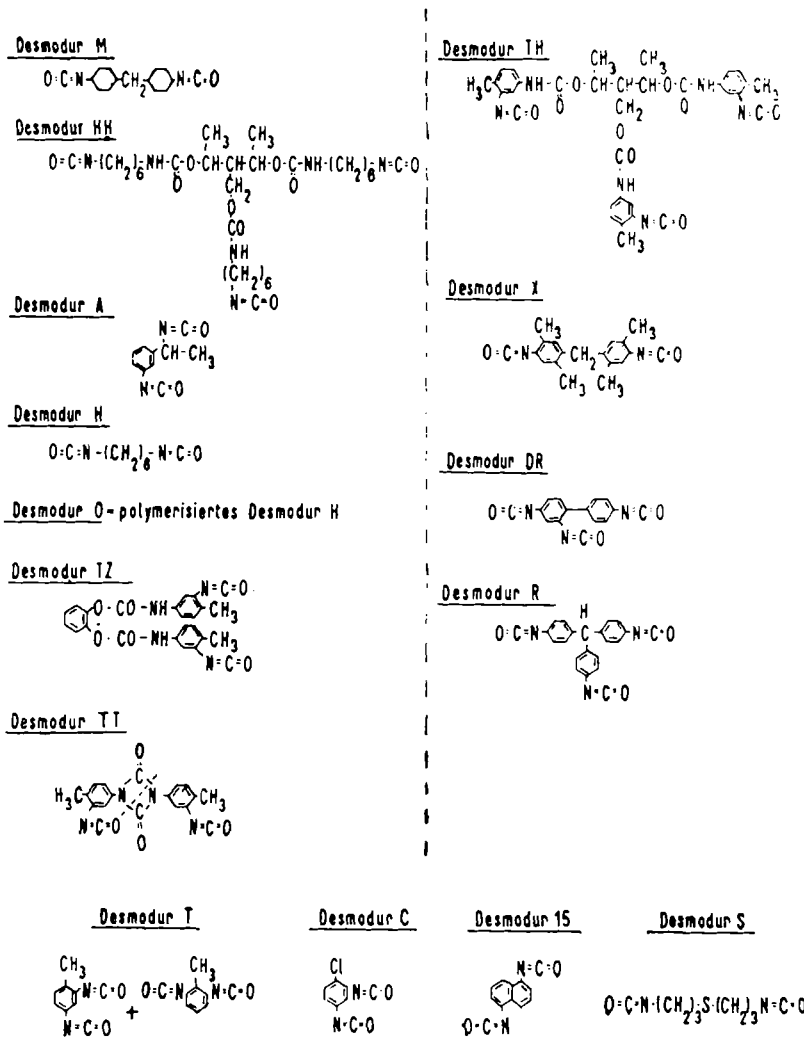 Desmodur M
O=C=N-⬡-CH2-⬡-N=C=O
Desmodur HH
CH3 CH3
O=C=N-(CH2)6-NH-C-O-CH-CH-CH-O-C-NH-(CH2)6-N=C=O
O CH2 O
O
CO
NH
(CH2)6
N=C=O
Desmodur A
N=C=O
CH-CH3
N=C=O
Desmodur H
O=C=N-(CH2)6-N=C=O
Desmodur O-polymerisiertes Desmodur H
Desmodur TZ
N=C=O
O-CO-NH CH3
O-CO-NH CH3
N=C=O
Desmodur TT
O
C
H3C N N CH3
N=C=O C N=C=O
O
Desmodur TH
CH3 CH3
H3C NH-C-O-CH-CH-CH-O-C-NH CH3
N=C=O O CH2 O N=C=O
O
CO
NH
N=C=O
CH3
Desmodur X
CH3 CH3
O=C=N CH2 N=C=O
CH3 CH3
Desmodur DR
O=C=N N=C=O
N=C=O
Desmodur R
H
O=C=N C N=C=O
N=C=O
Desmodur T Desmodur C Desmodur 15 Desmodur S
CH3 CH3 Cl N=C=O
N=C=O + O=C=N N=C=O N=C=O O=C=N-(CH2)3-S-(CH2)3-N=C=O
N=C=O N=C=O O=C=N